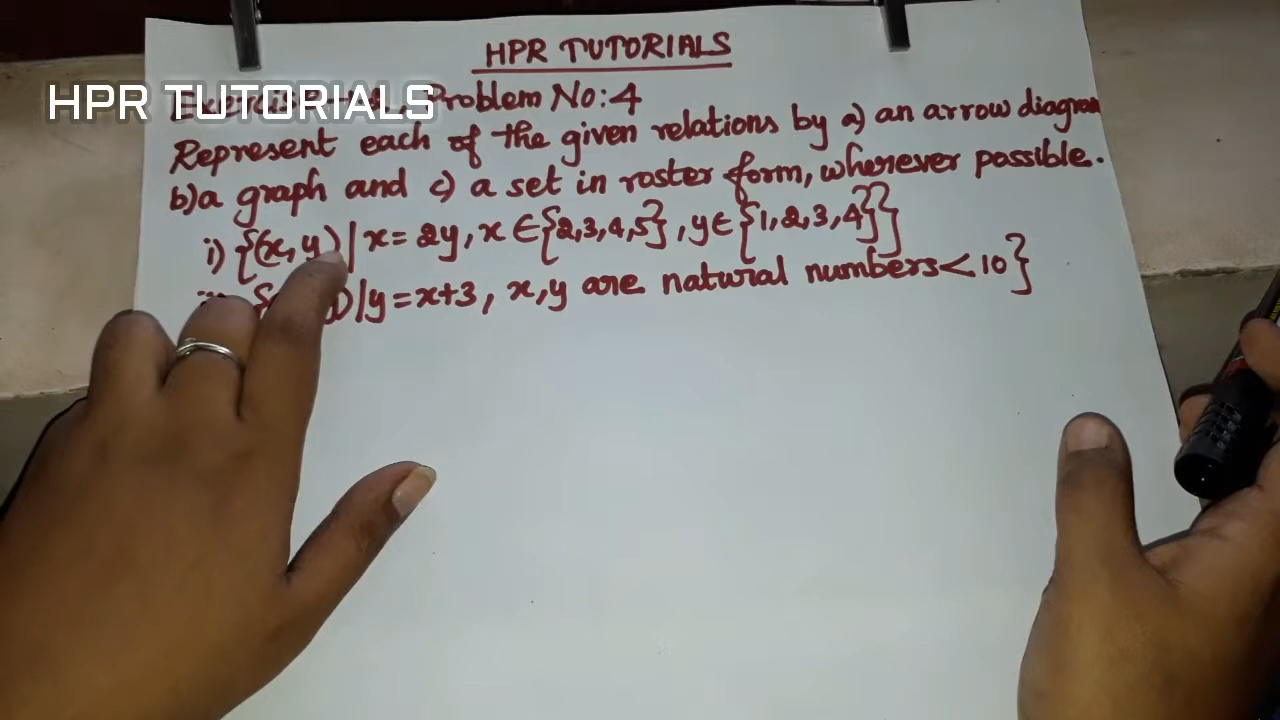 HPR TUTORIALS
HPR TUTORIALS
Problem No:4
Represent each of the given relations by a) an arrow diagram
b) a graph and c) a set in roster form, wherever possible.
i) {(x, y) | x = 2y, x ∈ {2,3,4,5}, y ∈ {1,2,3,4}}
| y = x+3, x, y are natural numbers < 10}